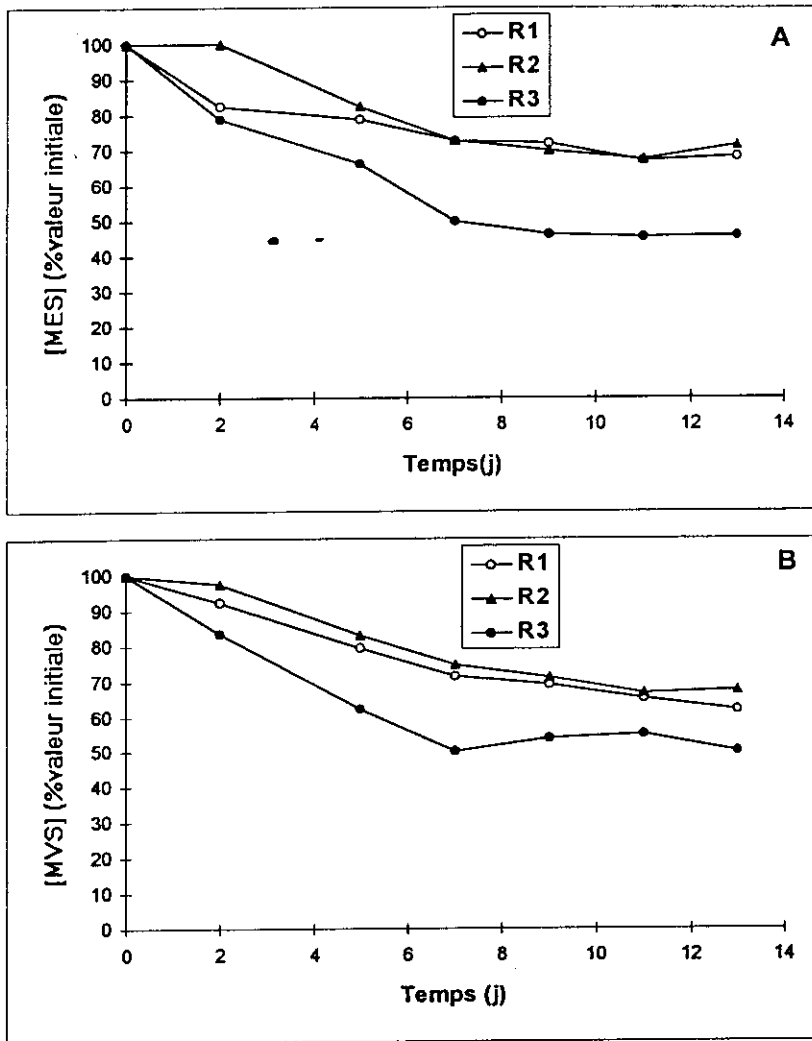 A
R1
R2
R3
[MES] (%valeur initiale)
100
90
80
70
60
50
40
30
20
10
0
0 2 4 6 8 10 12 14
Temps(j)
B
R1
R2
R3
[MVS] (%valeur initiale)
100
90
80
70
60
50
40
30
20
10
0
0 2 4 6 8 10 12 14
Temps (j)